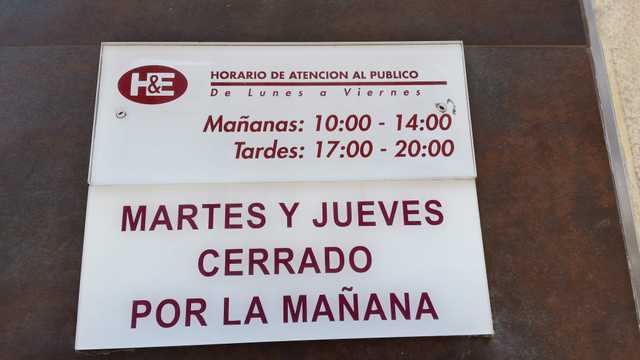 H&E
HORARIO DE ATENCION AL PUBLICO
De Lunes a Viernes
Mañanas: 10:00 - 14:00
Tardes: 17:00 - 20:00
MARTES Y JUEVES
CERRADO
POR LA MAÑANA